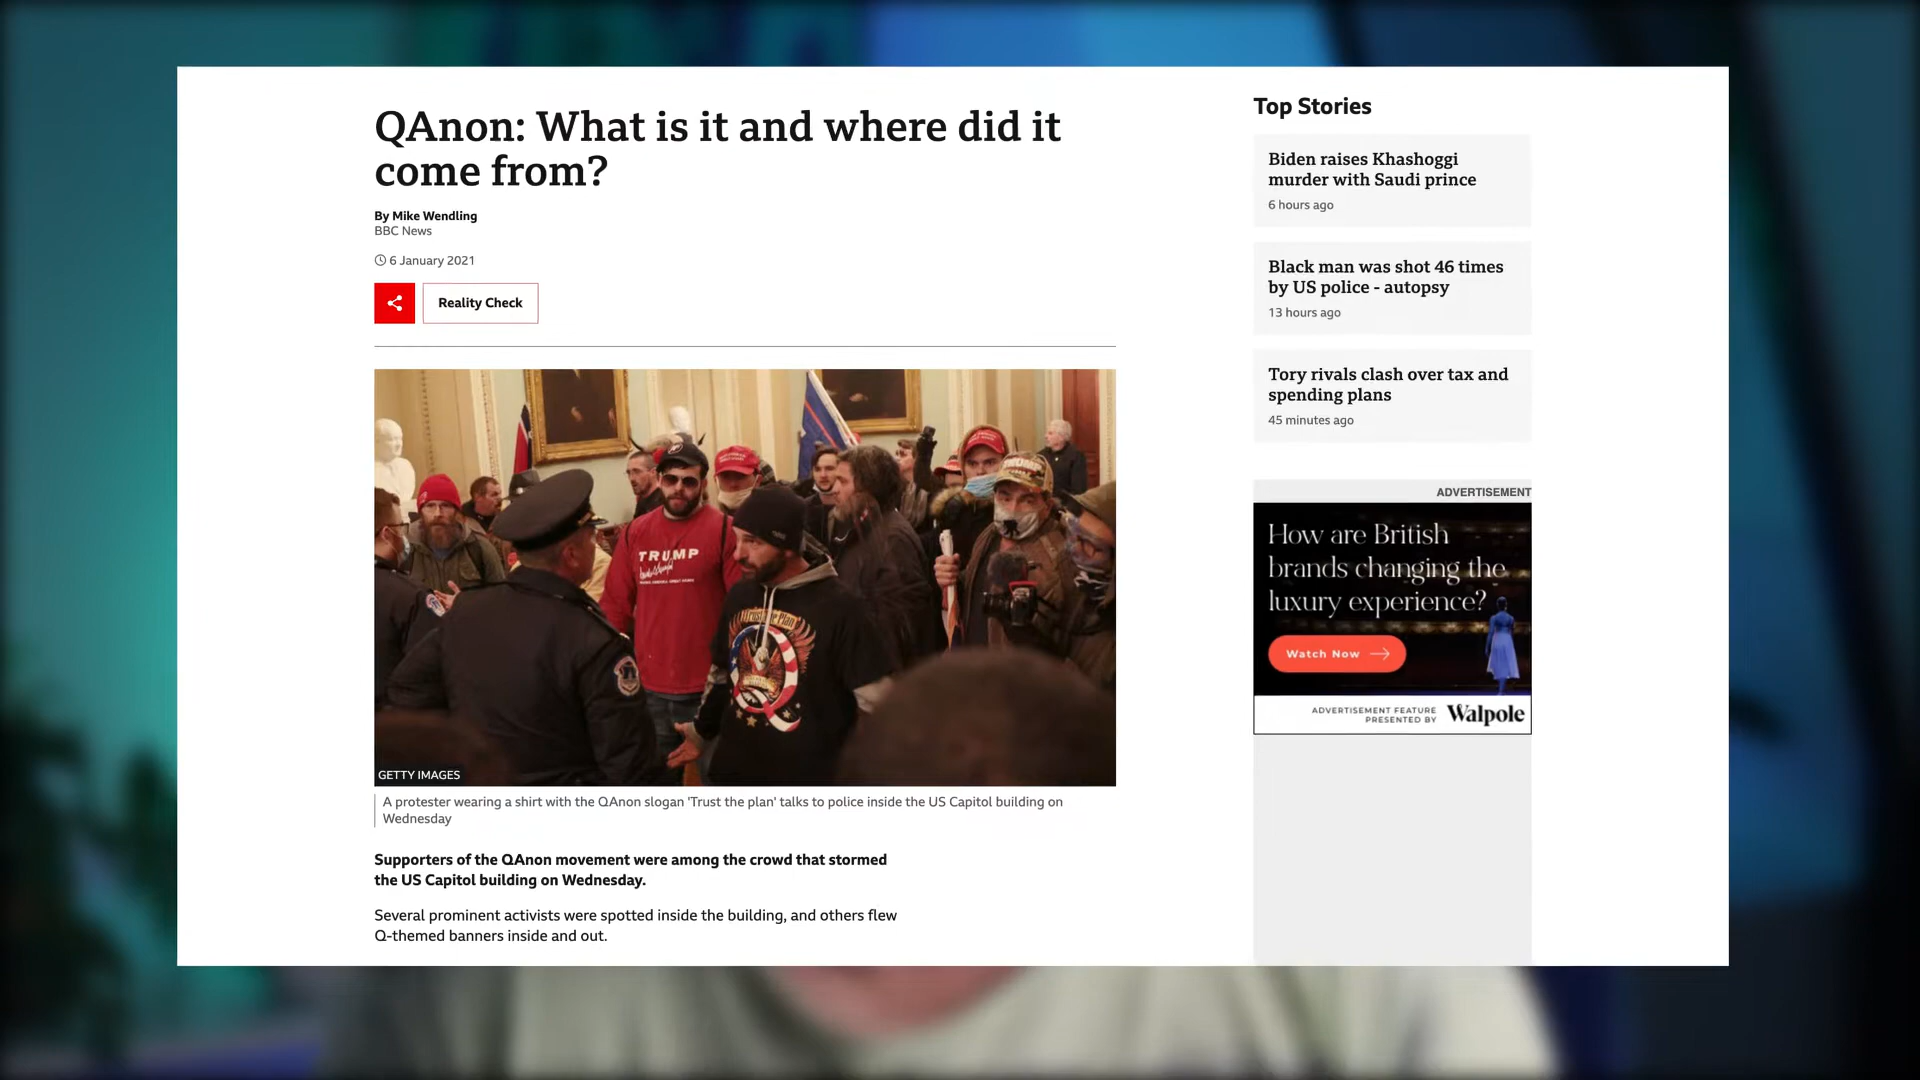 QAnon: What is it and where did it
come from?
By Mike Wendling
BBC News
6 January 2021
Reality Check
TRUMP
Trust the Plan
TRUMP
GETTY IMAGES
A protester wearing a shirt with the QAnon slogan 'Trust the plan' talks to police inside the US Capitol building on
Wednesday
Supporters of the QAnon movement were among the crowd that stormed
the US Capitol building on Wednesday.
Several prominent activists were spotted inside the building, and others flew
Q-themed banners inside and out.
Top Stories
Biden raises Khashoggi
murder with Saudi prince
6 hours ago
Black man was shot 46 times
by US police - autopsy
13 hours ago
Tory rivals clash over tax and
spending plans
45 minutes ago
ADVERTISEMENT
How are British
brands changing the
luxury experience?
Watch Now
ADVERTISEMENT FEATURE
PRESENTED BY
Walpole